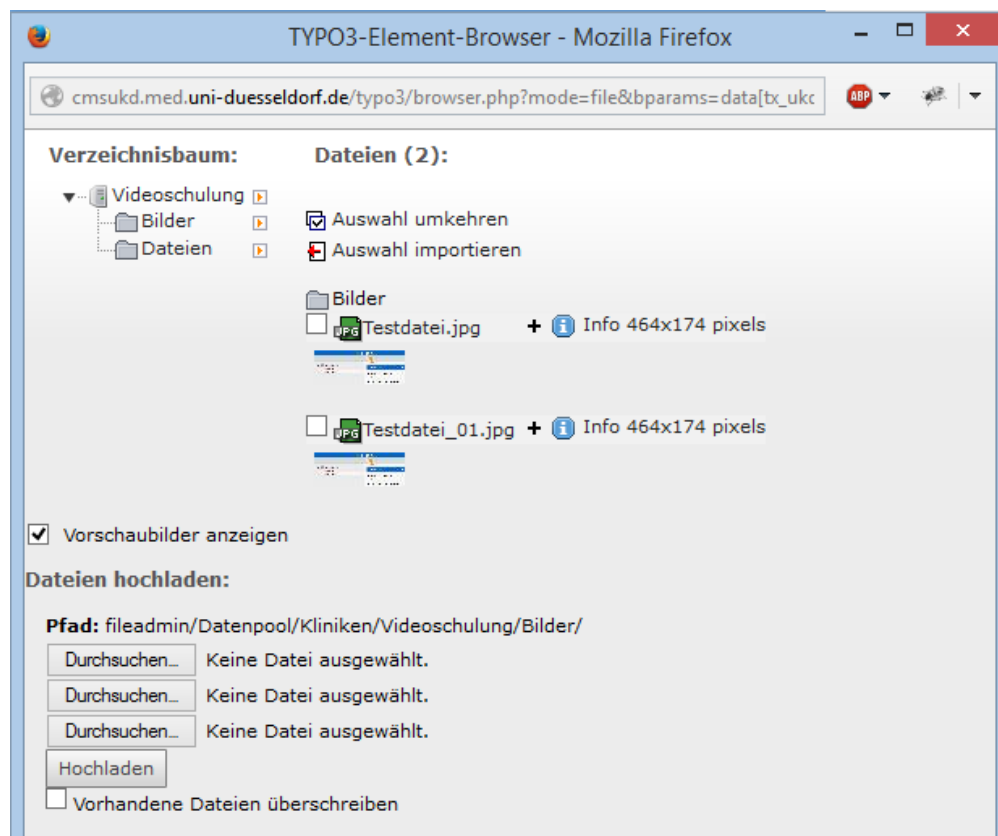 TYPO3-Element-Browser - Mozilla Firefox
cmsukd.med.uni-duesseldorf.de/typo3/browser.php?mode=file&bparams=data[tx_ukc
ABP
Verzeichnisbaum:
Dateien (2):
Videoschulung
Bilder
Dateien
Auswahl umkehren
Auswahl importieren
Bilder
JPG Testdatei.jpg + i Info 464x174 pixels
JPG Testdatei_01.jpg + i Info 464x174 pixels
Vorschaubilder anzeigen
Dateien hochladen:
Pfad: fileadmin/Datenpool/Kliniken/Videoschulung/Bilder/
Durchsuchen... Keine Datei ausgewählt.
Durchsuchen... Keine Datei ausgewählt.
Durchsuchen... Keine Datei ausgewählt.
Hochladen
Vorhandene Dateien überschreiben